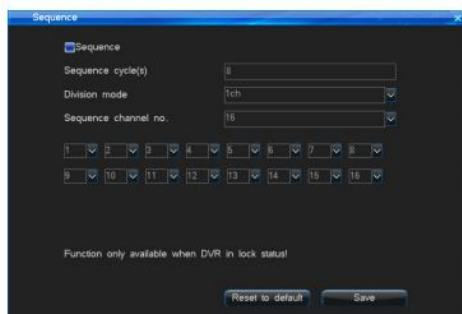 Sequence
Sequence
Sequence cycle(s) 8
Division mode 1ch
Sequence channel no. 16
1 2 3 4 5 6 7 8
9 10 11 12 13 14 15 16
Function only available when DVR in lock status!
Reset to default Save